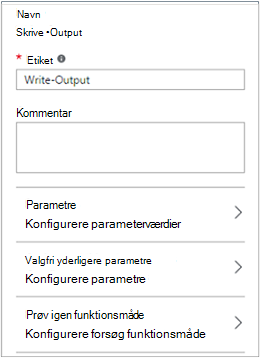 Navn
Skrive •Output
* Etiket
Write-Output
Kommentar
Parametre
Konfigurere parameterværdier
Valgfri yderligere parametre
Konfigurere parametre
Prøv igen funktionsmåde
Konfigurere forsøg funktionsmåde